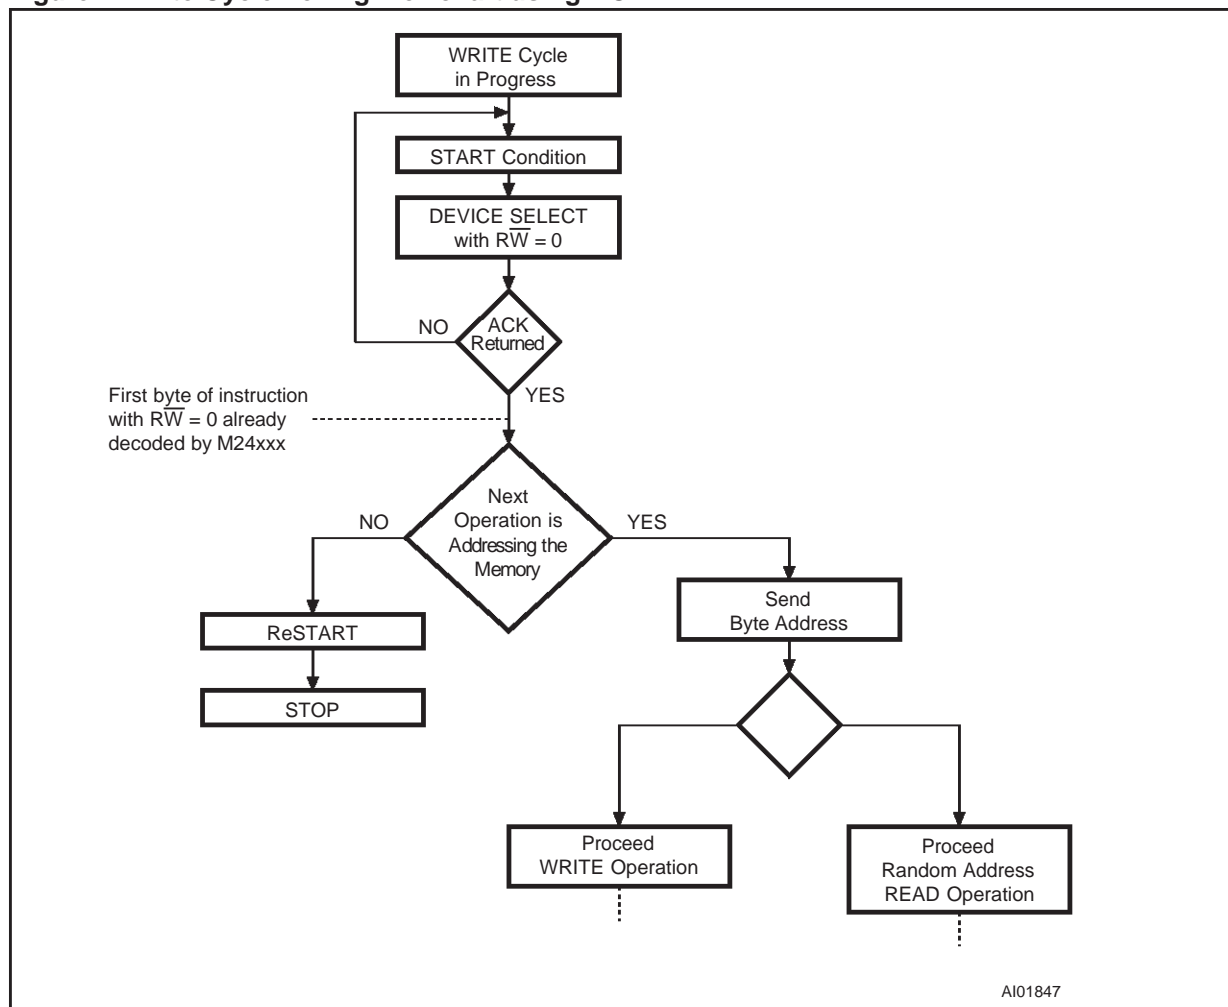 WRITE Cycle
in Progress
START Condition
DEVICE SELECT
with RW̅ = 0
ACK
Returned
NO
YES
First byte of instruction
with RW̅ = 0 already
decoded by M24xxx
Next
Operation is
Addressing the
Memory
NO
YES
Send
Byte Address
ReSTART
STOP
Proceed
WRITE Operation
Proceed
Random Address
READ Operation
AI01847